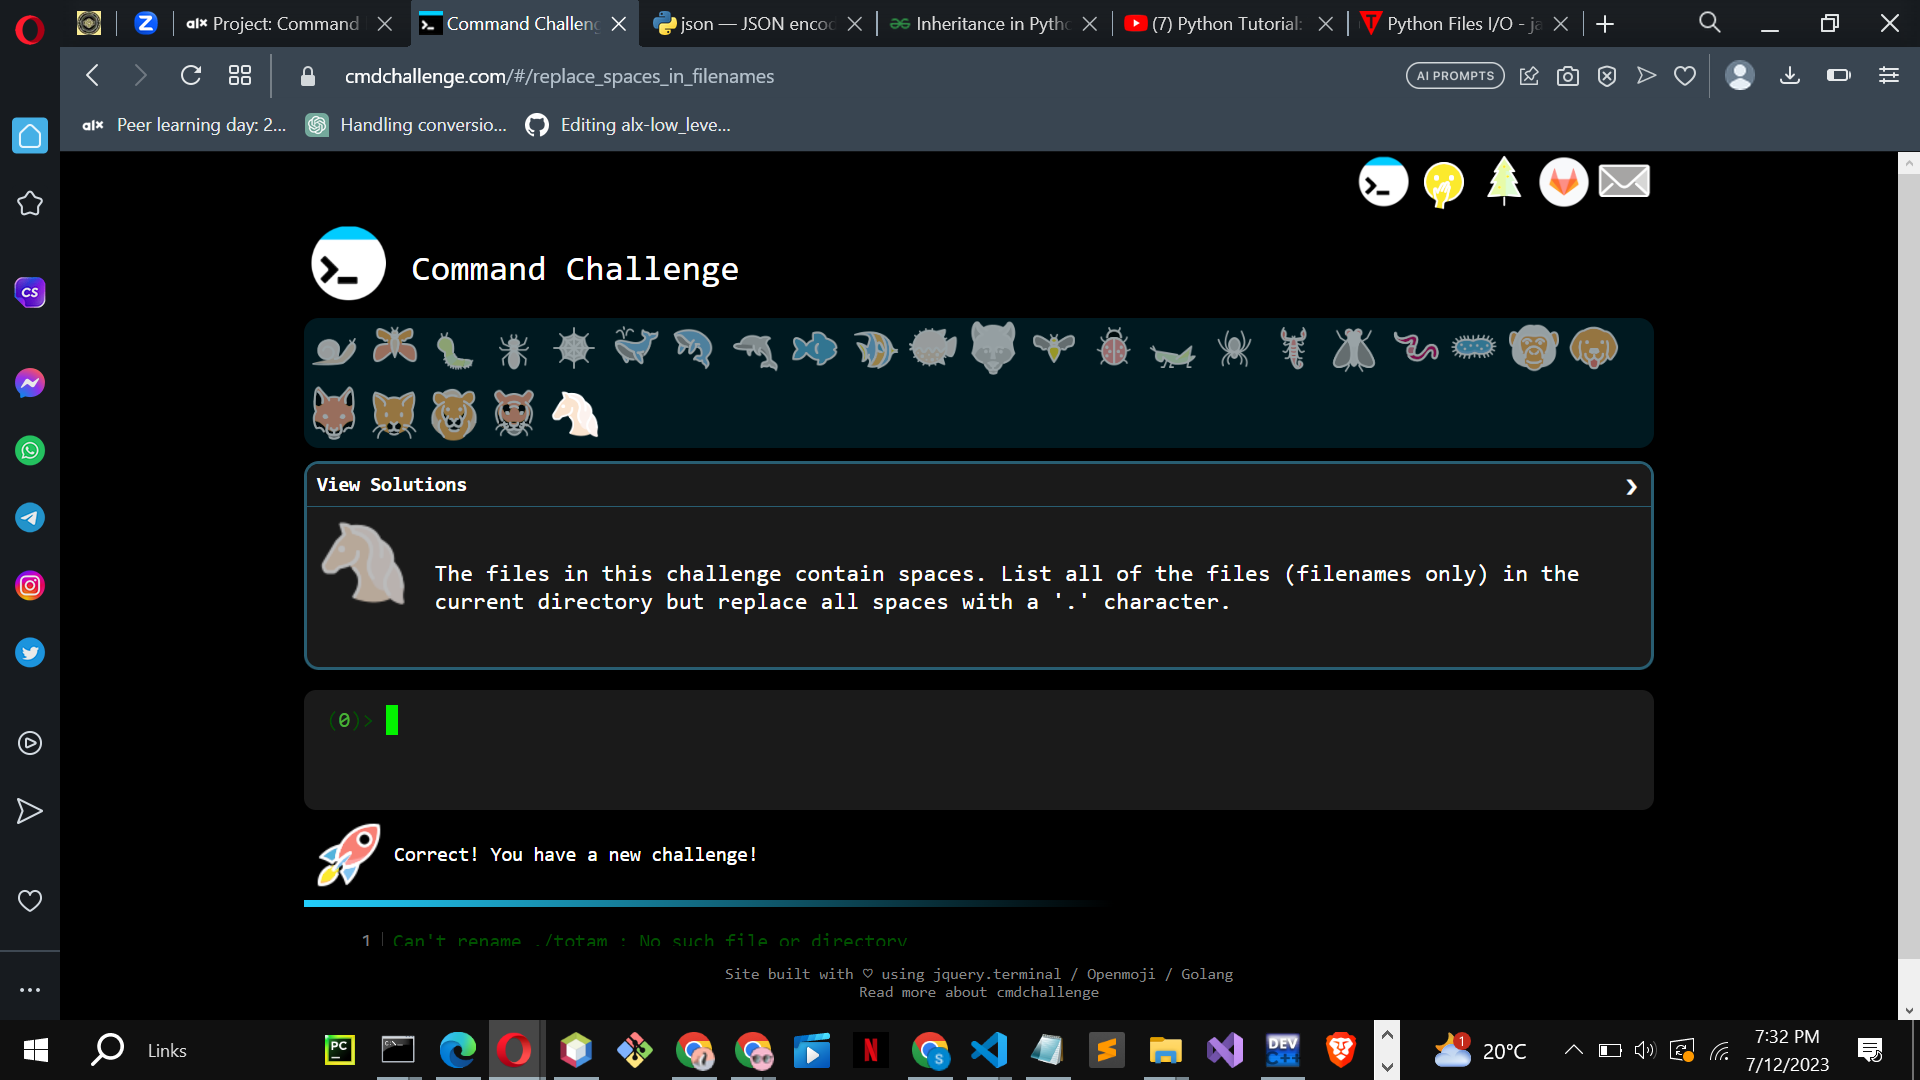 Project: Command
Command Challeng
json — JSON encod
Inheritance in Pytho
(7) Python Tutorial:
Python Files I/O - ja
cmdchallenge.com/#/replace_spaces_in_filenames
AI PROMPTS
Peer learning day: 2...
Handling conversio...
Editing alx-low_leve...
Command Challenge
View Solutions
The files in this challenge contain spaces. List all of the files (filenames only) in the
current directory but replace all spaces with a '.' character.
(0)>
Correct! You have a new challenge!
1 Can't rename ./totam : No such file or directory
Site built with ♡ using jquery.terminal / Openmoji / Golang
Read more about cmdchallenge
Links
1
20°C
7:32 PM
7/12/2023